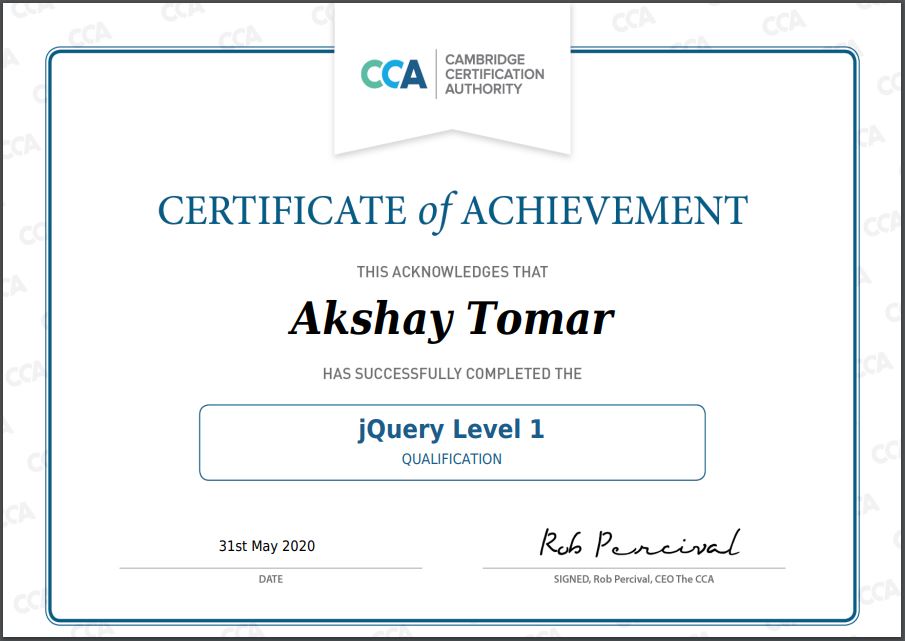 CCA
CAMBRIDGE
CERTIFICATION
AUTHORITY
CERTIFICATE of ACHIEVEMENT
THIS ACKNOWLEDGES THAT
Akshay Tomar
HAS SUCCESSFULLY COMPLETED THE
jQuery Level 1
QUALIFICATION
31st May 2020
Rob Percival
DATE
SIGNED, Rob Percival, CEO The CCA